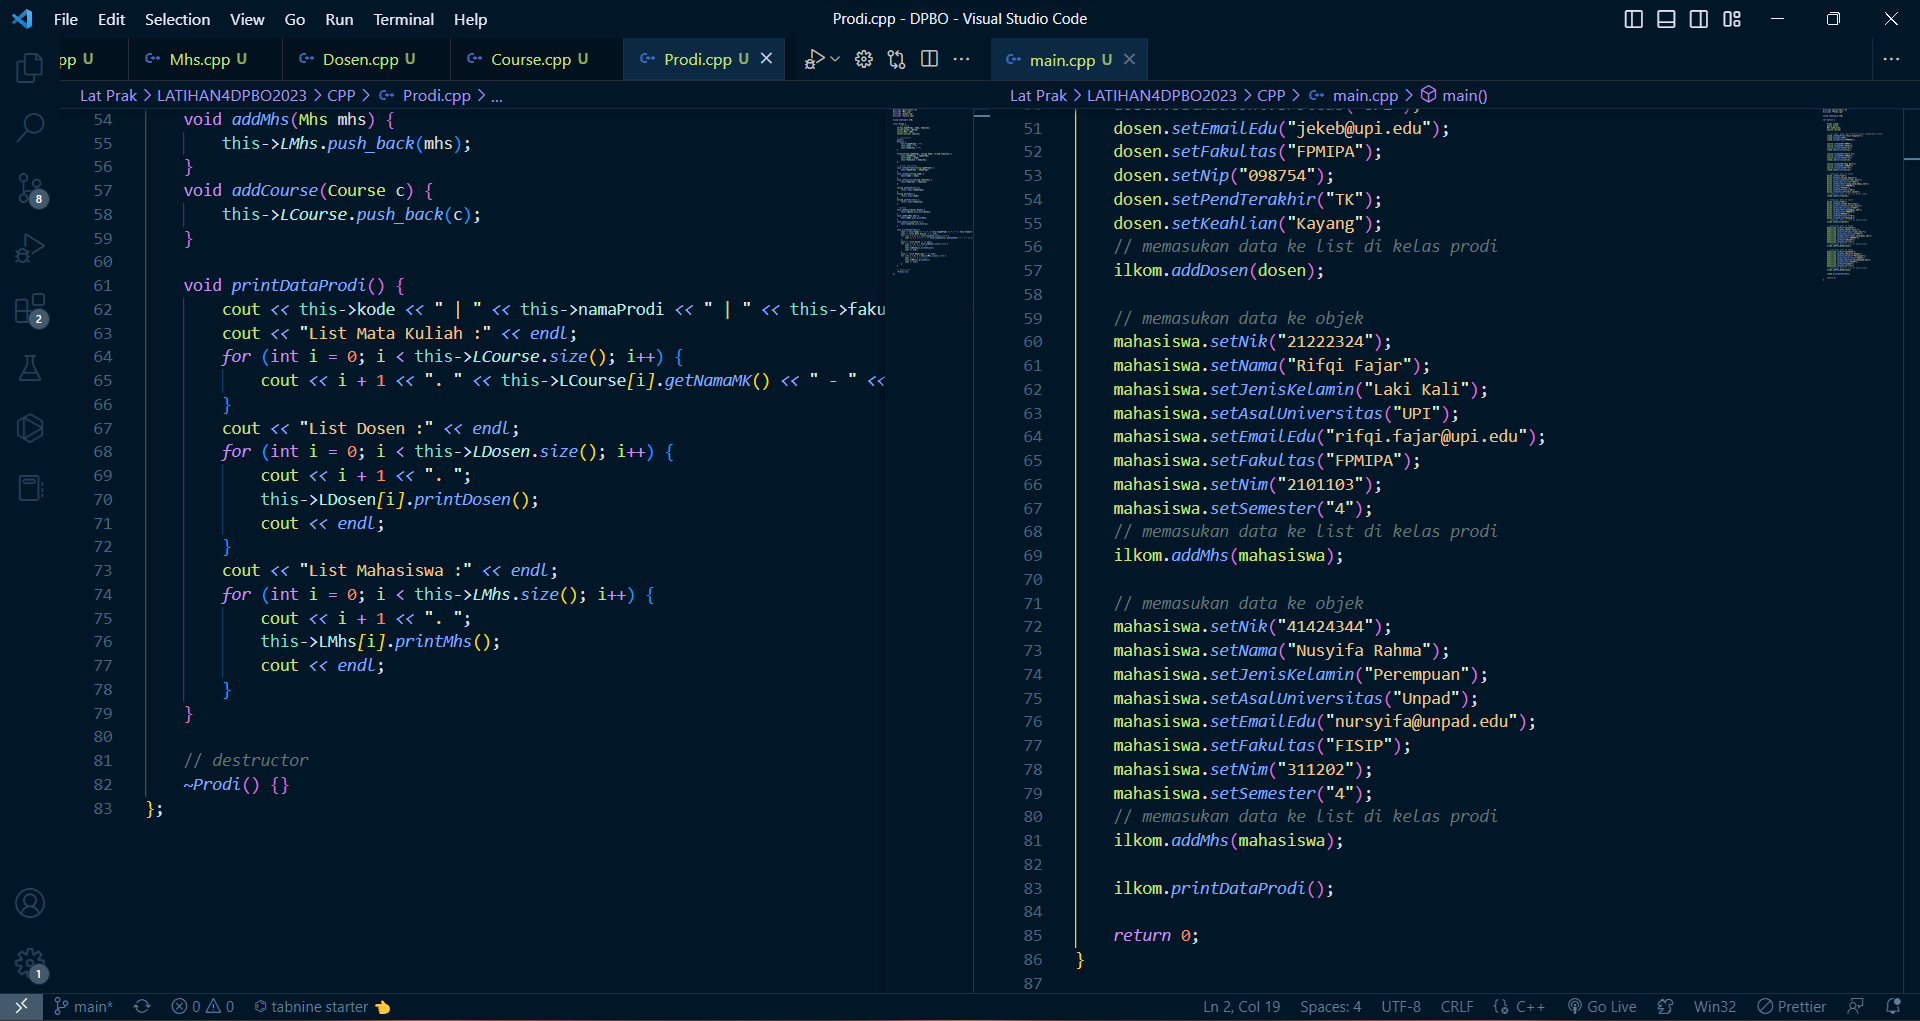 File Edit Selection View Go Run Terminal Help
Prodi.cpp - DPBO - Visual Studio Code
pp U Mhs.cpp U Dosen.cpp U Course.cpp U Prodi.cpp U
main.cpp U
Lat Prak > LATIHAN4DPBO2023 > CPP > Prodi.cpp > ...
54 void addMhs(Mhs mhs) {
55 this->LMhs.push_back(mhs);
56 }
57 void addCourse(Course c) {
58 this->LCourse.push_back(c);
59 }
60
61 void printDataProdi() {
62 cout << this->kode << " | " << this->namaProdi << " | " << this->faku
63 cout << "List Mata Kuliah :" << endl;
64 for (int i = 0; i < this->LCourse.size(); i++) {
65 cout << i + 1 << ". " << this->LCourse[i].getNamaMK() << " - " <<
66 }
67 cout << "List Dosen :" << endl;
68 for (int i = 0; i < this->LDosen.size(); i++) {
69 cout << i + 1 << ". ";
70 this->LDosen[i].printDosen();
71 cout << endl;
72 }
73 cout << "List Mahasiswa :" << endl;
74 for (int i = 0; i < this->LMhs.size(); i++) {
75 cout << i + 1 << ". ";
76 this->LMhs[i].printMhs();
77 cout << endl;
78 }
79 }
80
81 // destructor
82 ~Prodi() {}
83 };
Lat Prak > LATIHAN4DPBO2023 > CPP > main.cpp > main()
51 dosen.setEmailEdu("jekeb@upi.edu");
52 dosen.setFakultas("FPMIPA");
53 dosen.setNip("098754");
54 dosen.setPendTerakhir("TK");
55 dosen.setKeahlian("Kayang");
56 // memasukan data ke list di kelas prodi
57 ilkom.addDosen(dosen);
58
59 // memasukan data ke objek
60 mahasiswa.setNik("21222324");
61 mahasiswa.setNama("Rifqi Fajar");
62 mahasiswa.setJenisKelamin("Laki Kali");
63 mahasiswa.setAsalUniversitas("UPI");
64 mahasiswa.setEmailEdu("rifqi.fajar@upi.edu");
65 mahasiswa.setFakultas("FPMIPA");
66 mahasiswa.setNim("2101103");
67 mahasiswa.setSemester("4");
68 // memasukan data ke list di kelas prodi
69 ilkom.addMhs(mahasiswa);
70
71 // memasukan data ke objek
72 mahasiswa.setNik("41424344");
73 mahasiswa.setNama("Nusyifa Rahma");
74 mahasiswa.setJenisKelamin("Perempuan");
75 mahasiswa.setAsalUniversitas("Unpad");
76 mahasiswa.setEmailEdu("nursyifa@unpad.edu");
77 mahasiswa.setFakultas("FISIP");
78 mahasiswa.setNim("311202");
79 mahasiswa.setSemester("4");
80 // memasukan data ke list di kelas prodi
81 ilkom.addMhs(mahasiswa);
82
83 ilkom.printDataProdi();
84
85 return 0;
86 }
87
8
2
1
main* 0 0 tabnine starter
Ln 2, Col 19 Spaces: 4 UTF-8 CRLF {} C++ Go Live Win32 Prettier